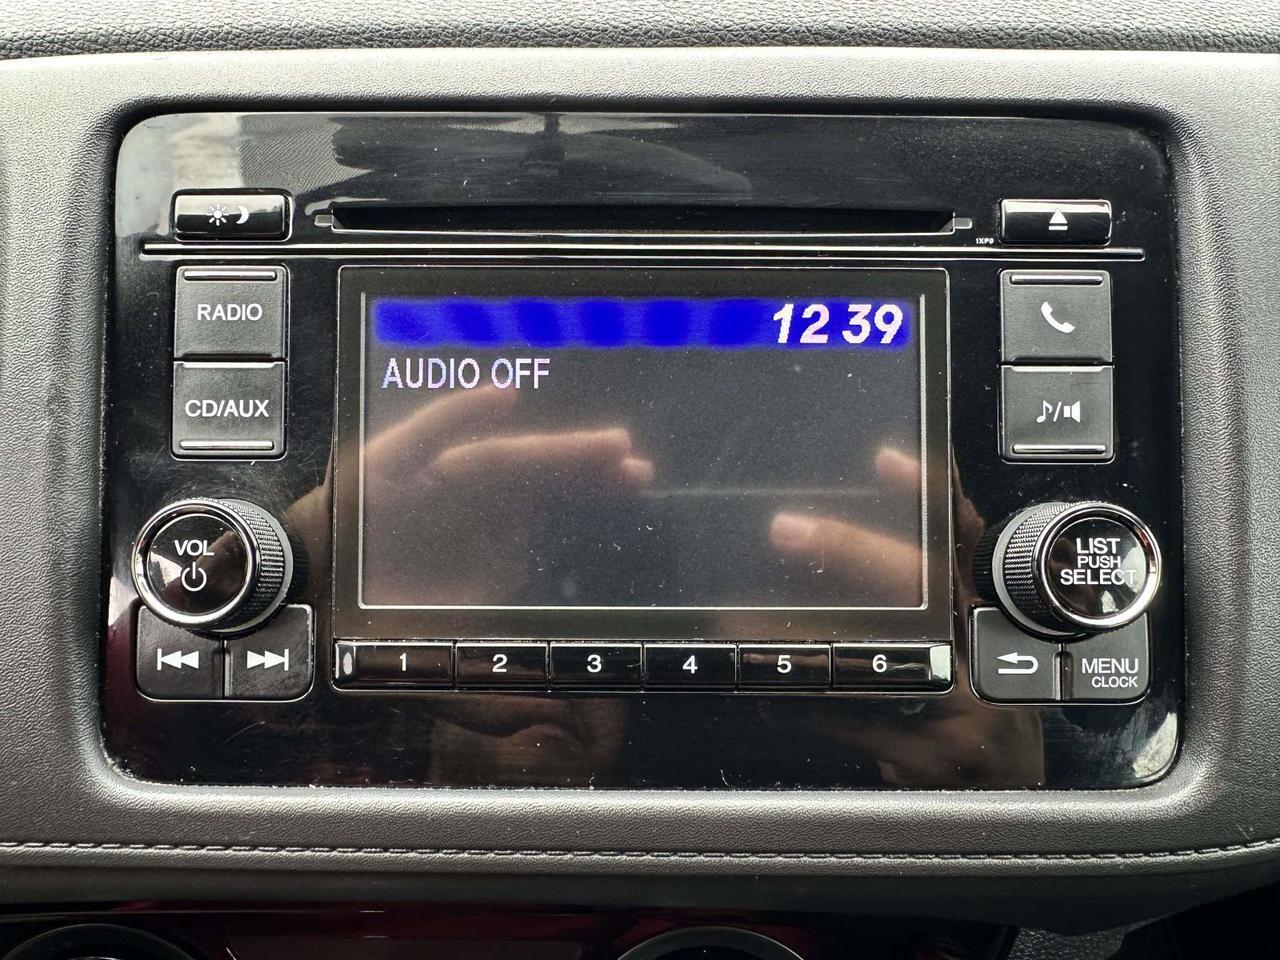 1XP9
RADIO
CD/AUX
12 39
AUDIO OFF
VOL
LIST
PUSH
SELECT
1 2 3 4 5 6
MENU
CLOCK